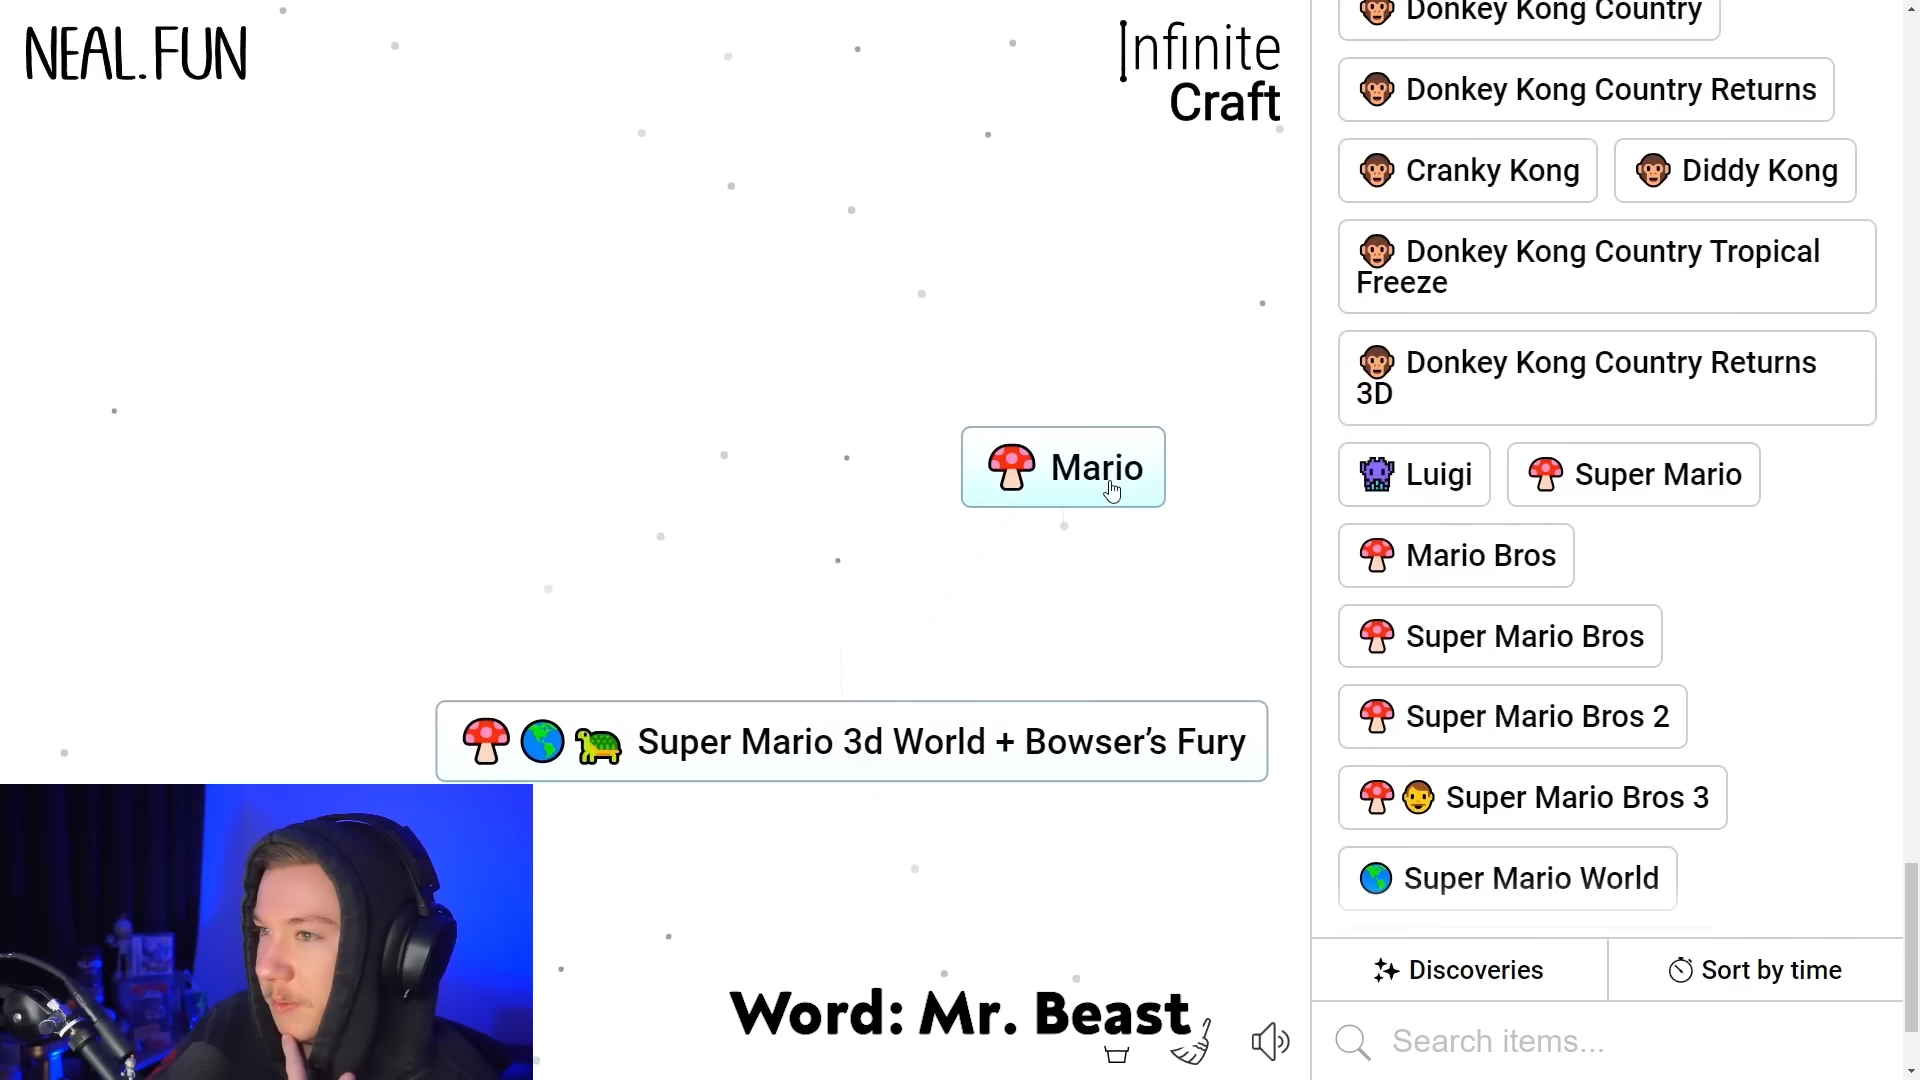 NEAL.FUN
Infinite
Craft
Mario
Super Mario 3d World + Bowser’s Fury
Word: Mr. Beast
Donkey Kong Country
Donkey Kong Country Returns
Cranky Kong
Diddy Kong
Donkey Kong Country Tropical
Freeze
Donkey Kong Country Returns
3D
Luigi
Super Mario
Mario Bros
Super Mario Bros
Super Mario Bros 2
Super Mario Bros 3
Super Mario World
Discoveries
Sort by time
Search items...